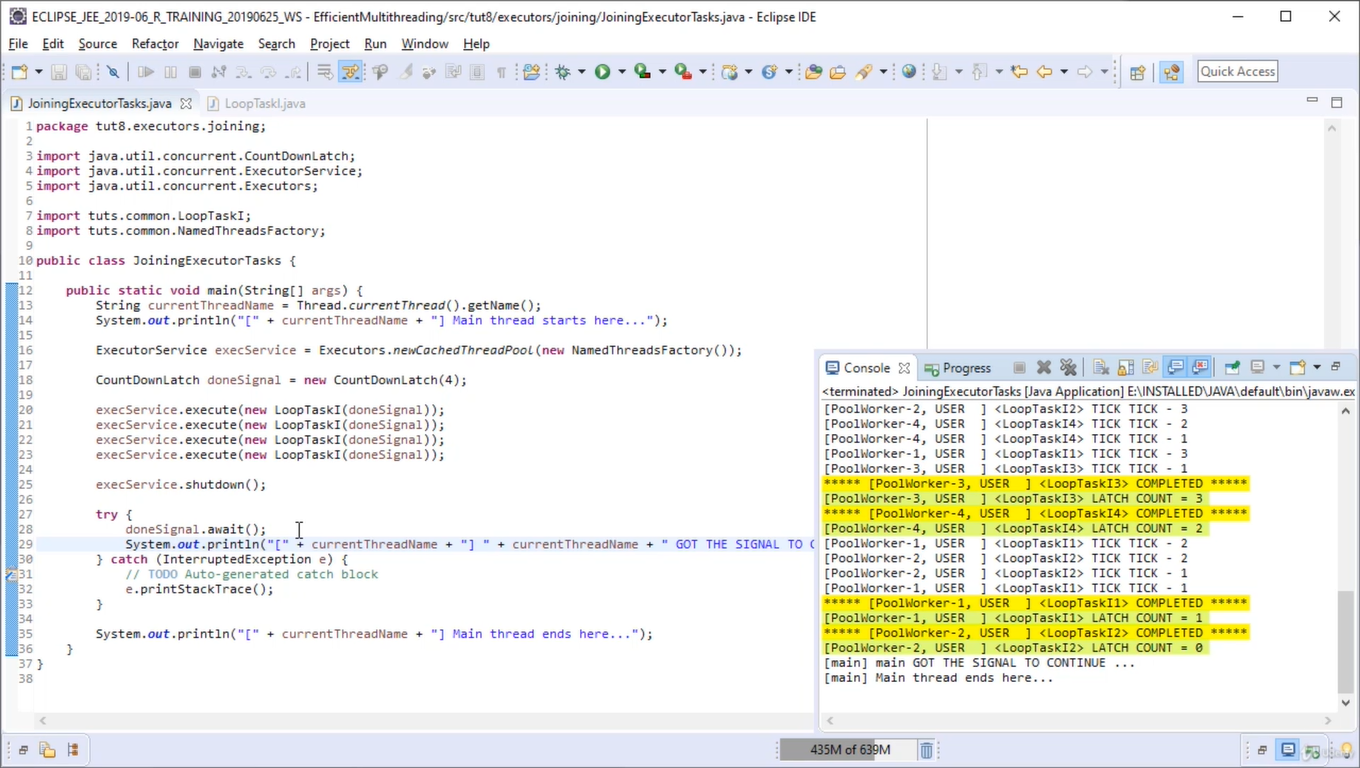 ECLIPSE_JEE_2019-06_R_TRAINING_20190625_WS - EfficientMultithreading/src/tut8/executors/joining/JoiningExecutorTasks.java - Eclipse IDE
File Edit Source Refactor Navigate Search Project Run Window Help
Quick Access
JoiningExecutorTasks.java LoopTaskI.java
1 package tut8.executors.joining;
2
3 import java.util.concurrent.CountDownLatch;
4 import java.util.concurrent.ExecutorService;
5 import java.util.concurrent.Executors;
6
7 import tuts.common.LoopTaskI;
8 import tuts.common.NamedThreadsFactory;
9
10 public class JoiningExecutorTasks {
11
12 public static void main(String[] args) {
13 String currentThreadName = Thread.currentThread().getName();
14 System.out.println("[" + currentThreadName + "] Main thread starts here...");
15
16 ExecutorService execService = Executors.newCachedThreadPool(new NamedThreadsFactory());
17
18 CountDownLatch doneSignal = new CountDownLatch(4);
19
20 execService.execute(new LoopTaskI(doneSignal));
21 execService.execute(new LoopTaskI(doneSignal));
22 execService.execute(new LoopTaskI(doneSignal));
23 execService.execute(new LoopTaskI(doneSignal));
24
25 execService.shutdown();
26
27 try {
28 doneSignal.await();
29 System.out.println("[" + currentThreadName + "] " + currentThreadName + " GOT THE SIGNAL TO C
30 } catch (InterruptedException e) {
31 // TODO Auto-generated catch block
32 e.printStackTrace();
33 }
34
35 System.out.println("[" + currentThreadName + "] Main thread ends here...");
36 }
37 }
38
Console Progress
<terminated> JoiningExecutorTasks [Java Application] E:\INSTALLED\JAVA\default\bin\javaw.ex
[PoolWorker-2, USER ] <LoopTaskI2> TICK TICK - 3
[PoolWorker-4, USER ] <LoopTaskI4> TICK TICK - 2
[PoolWorker-4, USER ] <LoopTaskI4> TICK TICK - 1
[PoolWorker-1, USER ] <LoopTaskI1> TICK TICK - 3
[PoolWorker-3, USER ] <LoopTaskI3> TICK TICK - 1
***** [PoolWorker-3, USER ] <LoopTaskI3> COMPLETED *****
[PoolWorker-3, USER ] <LoopTaskI3> LATCH COUNT = 3
***** [PoolWorker-4, USER ] <LoopTaskI4> COMPLETED *****
[PoolWorker-4, USER ] <LoopTaskI4> LATCH COUNT = 2
[PoolWorker-1, USER ] <LoopTaskI1> TICK TICK - 2
[PoolWorker-2, USER ] <LoopTaskI2> TICK TICK - 2
[PoolWorker-2, USER ] <LoopTaskI2> TICK TICK - 1
[PoolWorker-1, USER ] <LoopTaskI1> TICK TICK - 1
***** [PoolWorker-1, USER ] <LoopTaskI1> COMPLETED *****
[PoolWorker-1, USER ] <LoopTaskI1> LATCH COUNT = 1
***** [PoolWorker-2, USER ] <LoopTaskI2> COMPLETED *****
[PoolWorker-2, USER ] <LoopTaskI2> LATCH COUNT = 0
[main] main GOT THE SIGNAL TO CONTINUE ...
[main] Main thread ends here...
435M of 639M